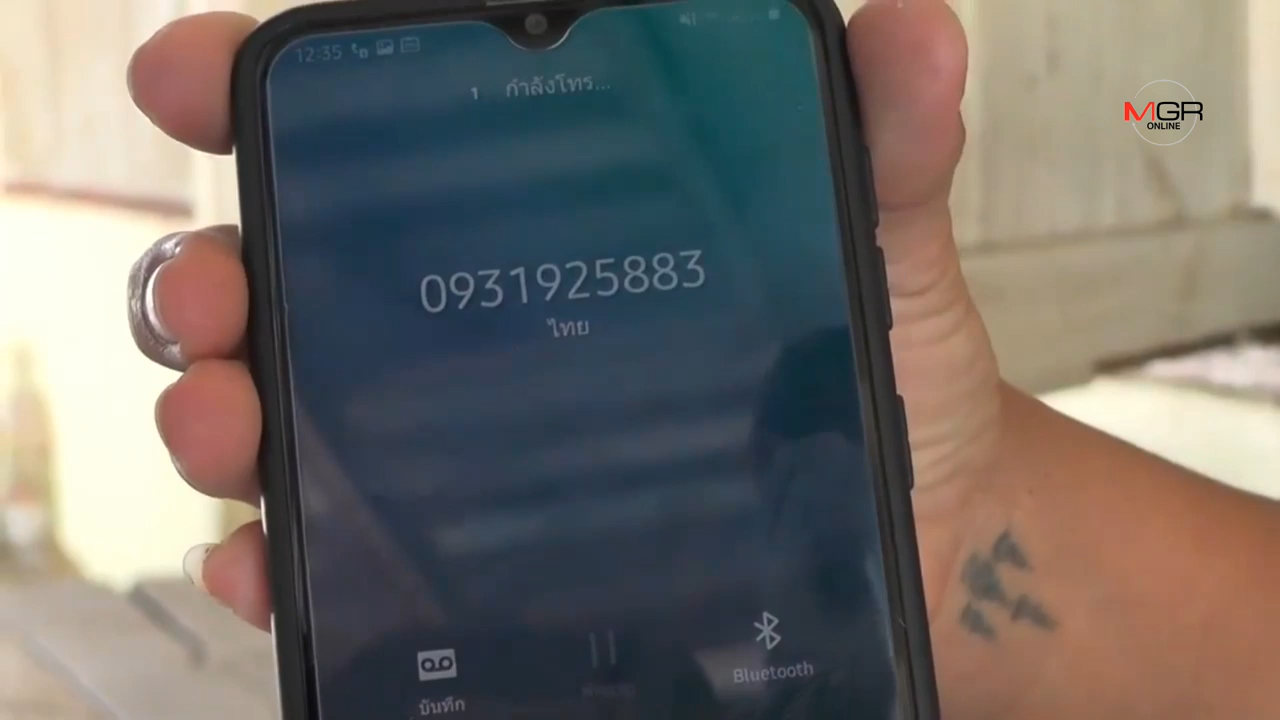 12:35
1 กำลังโทร...
MGR
ONLINE
0931925883
ไทย
บันทึก
Bluetooth